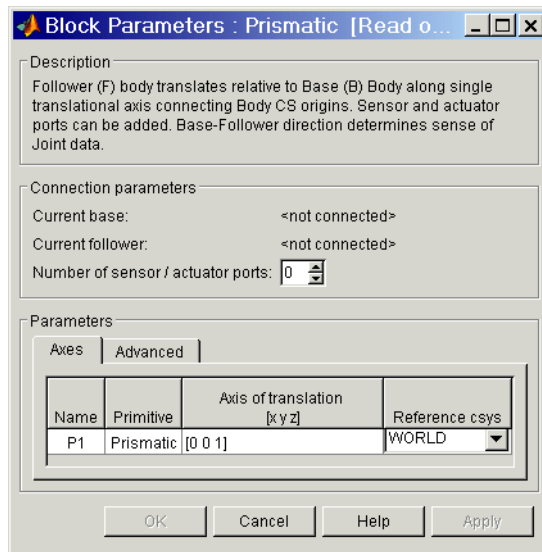 Block Parameters : Prismatic [Read o...
Description
Follower (F) body translates relative to Base (B) Body along single
translational axis connecting Body CS origins. Sensor and actuator
ports can be added. Base-Follower direction determines sense of
Joint data.
Connection parameters
Current base: <not connected>
Current follower: <not connected>
Number of sensor / actuator ports: 0
Parameters
Axes Advanced
Name Primitive Axis of translation [x y z] Reference csys
P1 Prismatic [0 0 1] WORLD
OK Cancel Help Apply